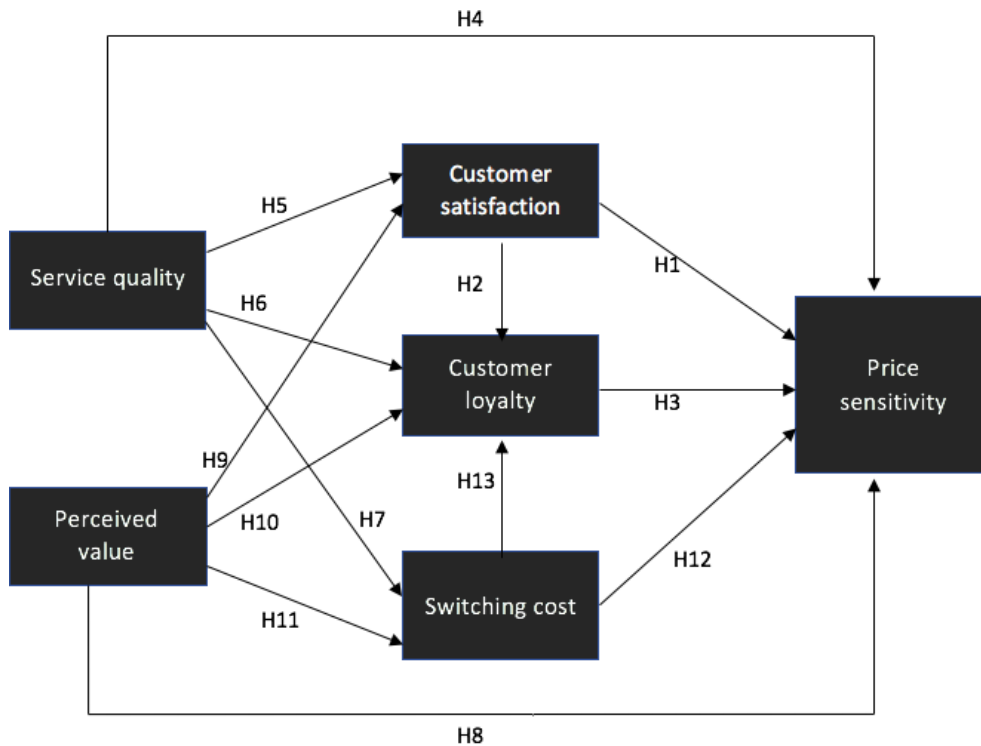 H4
Customer
satisfaction
H5
H1
Service quality
H2
H6
Customer
loyalty
Price
sensitivity
H3
H9
H13
H10
H7
Perceived
value
H12
Switching cost
H11
H8